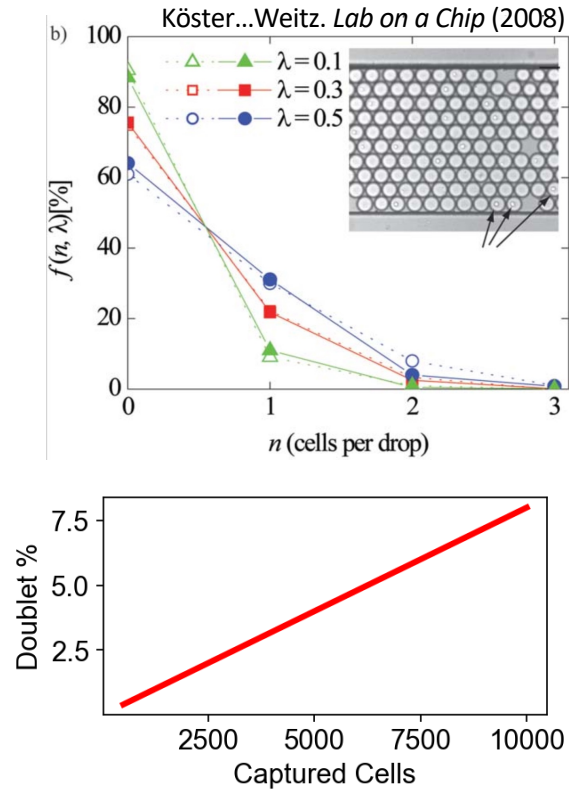 Köster...Weitz. Lab on a Chip (2008)
b)
100
80
60
40
20
0
f(n, λ)[%]
λ = 0.1
λ = 0.3
λ = 0.5
0 1 2 3
n (cells per drop)
7.5
5.0
2.5
Doublet %
2500 5000 7500 10000
Captured Cells